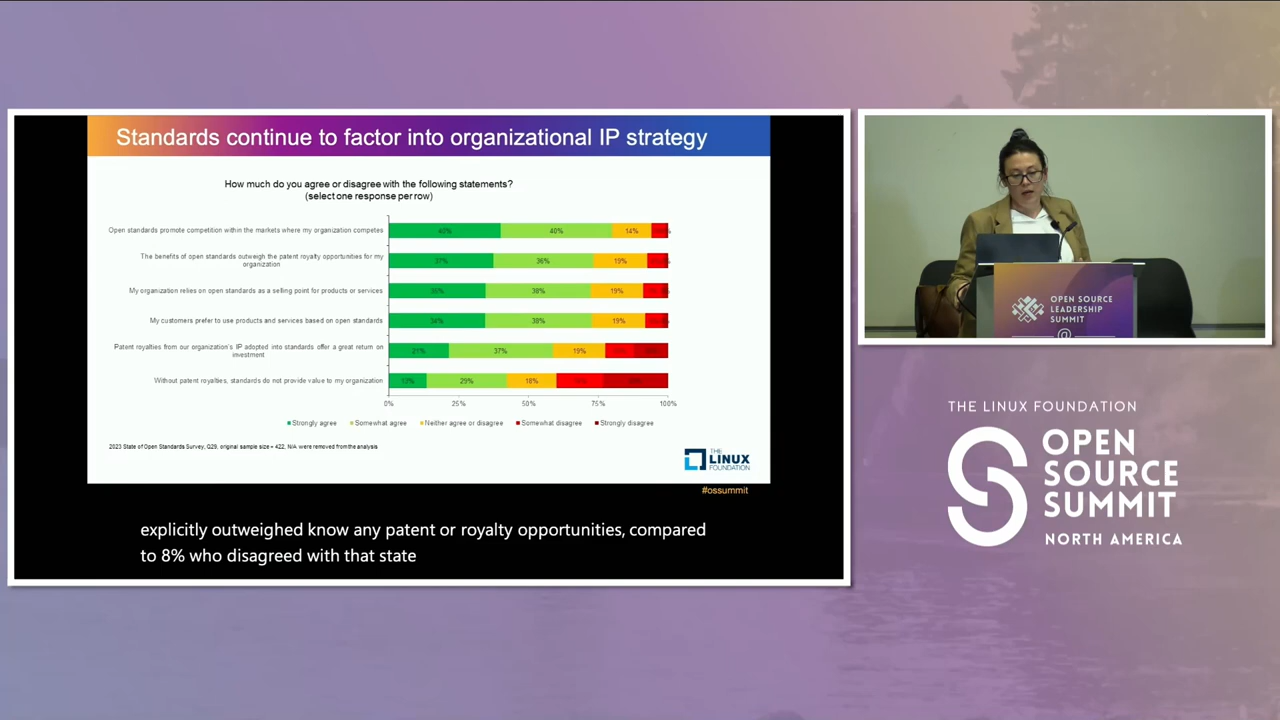 Standards continue to factor into organizational IP strategy
How much do you agree or disagree with the following statements?
(select one response per row)
Open standards promote competition within the markets where my organization competes
40%
40%
14%
The benefits of open standards outweigh the patent royalty opportunities for my
organization
37%
36%
19%
My organization relies on open standards as a selling point for products or services
38%
19%
My customers prefer to use products and services based on open standards
34%
38%
19%
Patent royalties from our organization's IP adopted into standards offer a great return on
investment
21%
37%
19%
Without patent royalties, standards do not provide value to my organization
13%
29%
18%
0% 25% 50% 75% 100%
Strongly agree Somewhat agree Neither agree or disagree Somewhat disagree Strongly disagree
2023 State of Open Standards Survey, Q29, original sample size = 422, N/A were removed from the analysis
THE
LINUX
FOUNDATION
#ossummit
explicitly outweighed know any patent or royalty opportunities, compared
to 8% who disagreed with that state
OPEN SOURCE
LEADERSHIP
SUMMIT
@
THE LINUX FOUNDATION
OPEN
SOURCE
SUMMIT
NORTH AMERICA